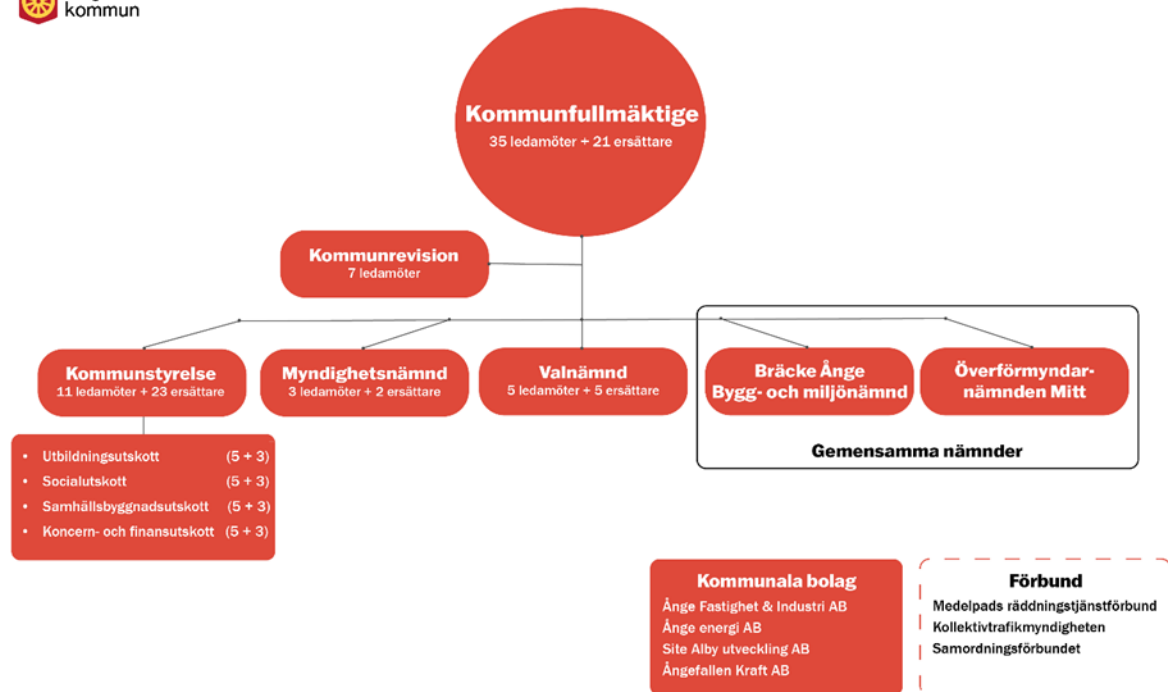 kommun
Kommunfullmäktige
35 ledamöter + 21 ersättare
Kommunrevision
7 ledamöter
Kommunstyrelse
11 ledamöter + 23 ersättare
Myndighetsnämnd
3 ledamöter + 2 ersättare
Valnämnd
5 ledamöter + 5 ersättare
Bräcke Ånge
Bygg- och miljönämnd
Överförmyndar-
nämnden Mitt
Gemensamma nämnder
• Utbildningsutskott (5 + 3)
• Socialutskott (5 + 3)
• Samhällsbyggnadsutskott (5 + 3)
• Koncern- och finansutskott (5 + 3)
Kommunala bolag
Ånge Fastighet & Industri AB
Ånge energi AB
Site Alby utveckling AB
Ångefallen Kraft AB
Förbund
Medelpads räddningstjänstförbund
Kollektivtrafikmyndigheten
Samordningsförbundet